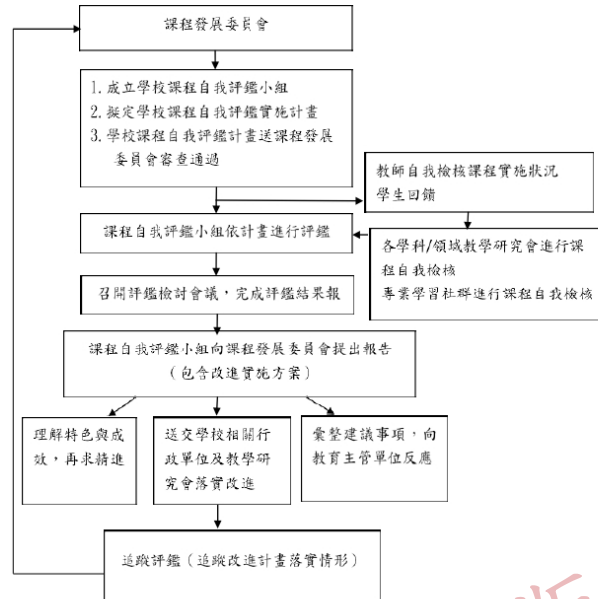 課程發展委員會
1. 成立學校課程自我評鑑小組
2. 擬定學校課程自我評鑑實施計畫
3. 學校課程自我評鑑計畫送課程發展
委員會審查通過
教師自我檢核課程實施狀況
學生回饋
課程自我評鑑小組依計畫進行評鑑
各學科/領域教學研究會進行課
程自我檢核
專業學習社群進行課程自我檢核
召開評鑑檢討會議，完成評鑑結果報
課程自我評鑑小組向課程發展委員會提出報告
（包含改進實施方案）
理解特色與成
效，再求精進
送交學校相關行
政單位及教學研
究會落實改進
彙整建議事項，向
教育主管單位反應
追蹤評鑑（追蹤改進計畫落實情形）